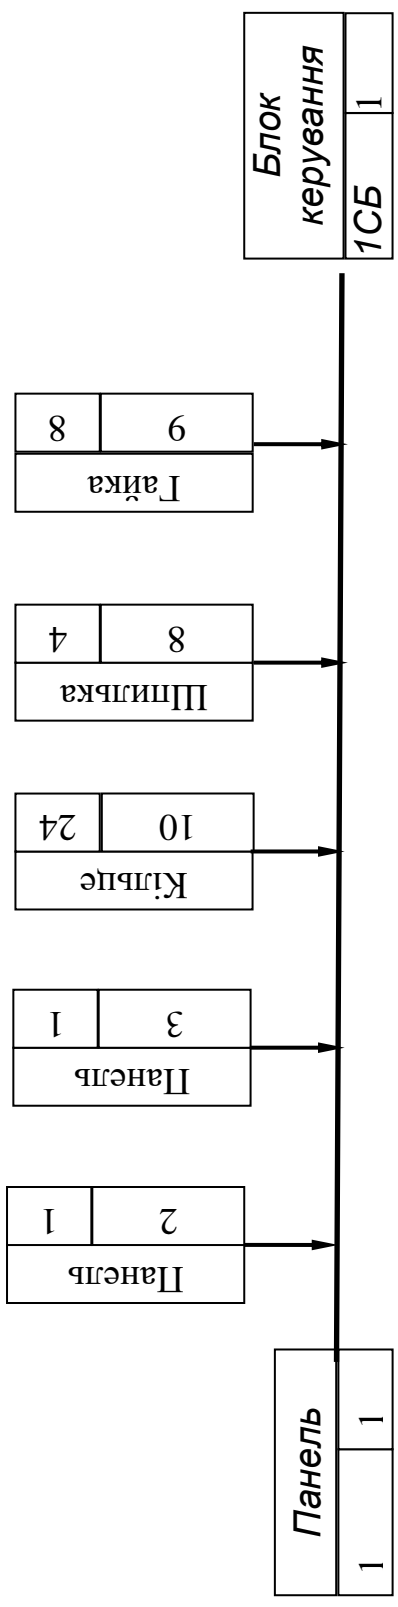 Панель
1 1
Панель
2 1
Панель
3 1
Кільце
10 24
Шпилька
8 4
Гайка
9 8
Блок
керування
1СБ 1